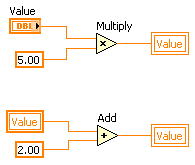 Value
DBL
Multiply
×
Value
5.00
Add
Value
+
Value
2.00